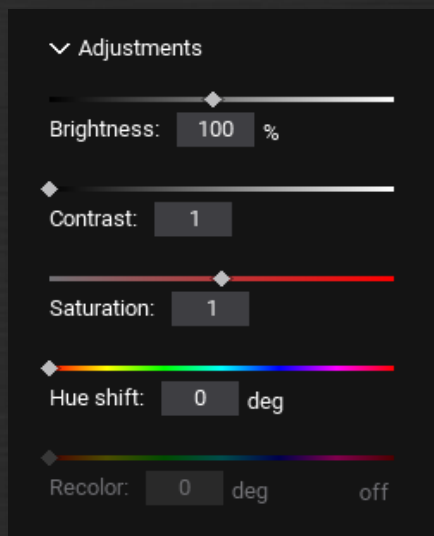 Adjustments
Brightness: 100 %
Contrast: 1
Saturation: 1
Hue shift: 0 deg
Recolor: 0 deg off